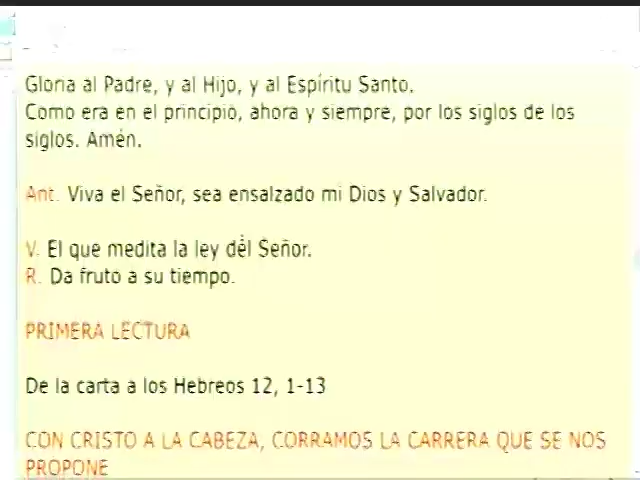 Gloria al Padre, y al Hijo, y al Espíritu Santo.
Como era en el principio, ahora y siempre, por los siglos de los
siglos. Amén.
Ant. Viva el Señor, sea ensalzado mi Dios y Salvador.
V. El que medita la ley del Señor.
R. Da fruto a su tiempo.
PRIMERA LECTURA
De la carta a los Hebreos 12, 1-13
CON CRISTO A LA CABEZA, CORRAMOS LA CARRERA QUE SE NOS
PROPONE